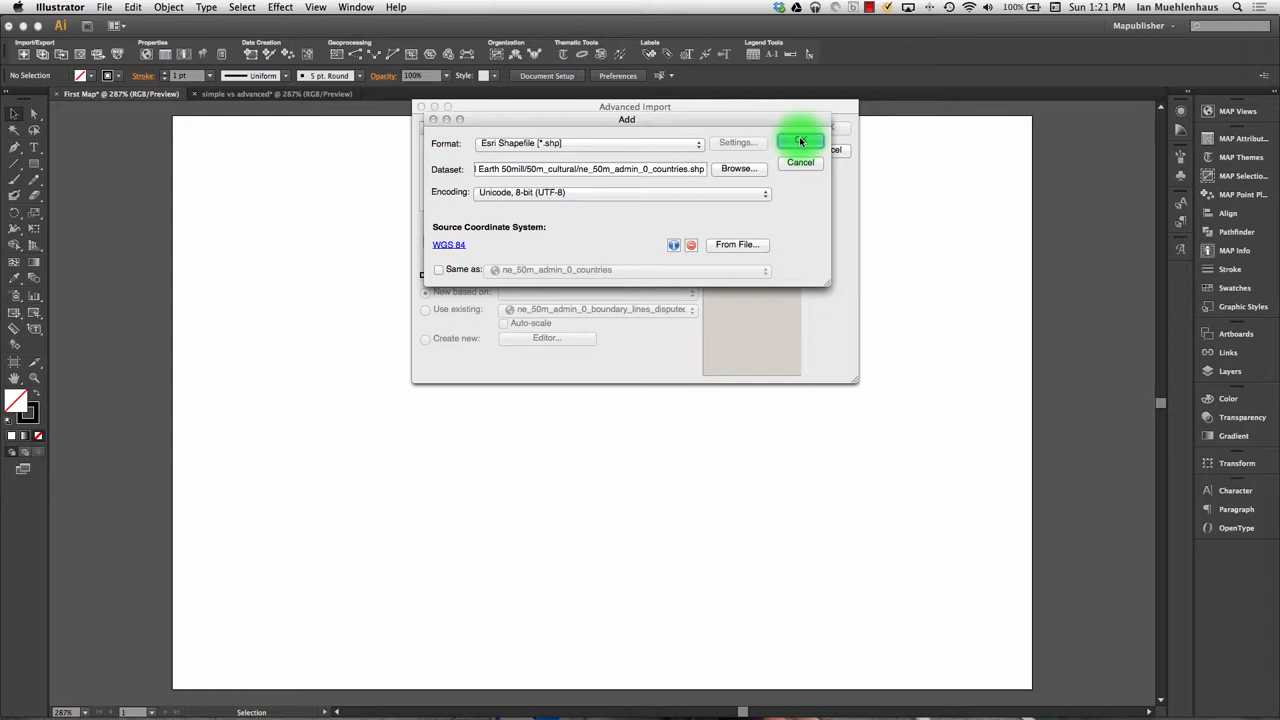 Illustrator File Edit Object Type Select Effect View Window Help
100% Sun 1:21 PM Ian Muehlenhaus
Ai Mapublisher
Import/Export Properties Data Creation Geoprocessing Organization Thematic Tools Labels Legend Tools
No Selection Stroke: 1 pt Uniform 5 pt. Round Opacity: 100% Style: Document Setup Preferences
× First Map* @ 287% (RGB/Preview) × simple vs advanced* @ 287% (RGB/Preview)
Advanced Import
Add
Format: Esri Shapefile [*.shp] Settings... OK
Dataset: l Earth 50mill/50m_cultural/ne_50m_admin_0_countries.shp Browse... Cancel
Encoding: Unicode, 8-bit (UTF-8)
Source Coordinate System:
WGS 84 From File...
Same as: ne_50m_admin_0_countries
New based on:
Use existing: ne_50m_admin_0_boundary_lines_disputec
Auto-scale
Create new: Editor...
MAP Views
MAP Attribut...
MAP Themes
MAP Selectio...
MAP Point Pl...
Align
Pathfinder
MAP Info
Stroke
Swatches
Graphic Styles
Artboards
Links
Layers
Color
Transparency
Gradient
Transform
Character
Paragraph
OpenType
287% 1 Selection